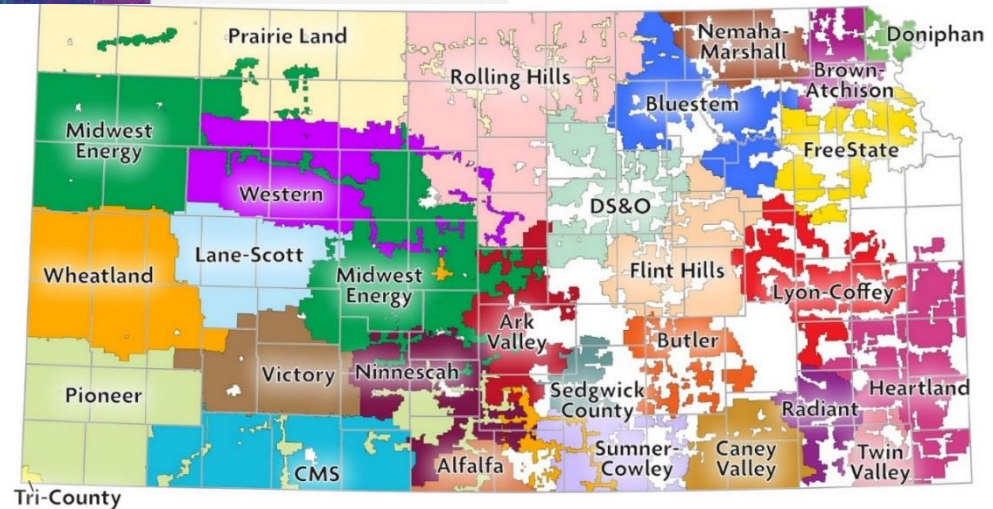 Prairie Land
Rolling Hills
Nemaha-
Marshall
Doniphan
Brown-
Atchison
Bluestem
Midwest
Energy
FreeState
Western
DS&O
Lane-Scott
Wheatland
Midwest
Energy
Flint Hills
Lyon-Coffey
Ark
Valley
Butler
Victory
Ninnescah
Pioneer
Sedgwick
County
Radiant
Heartland
CMS
Alfalfa
Sumner-
Cowley
Caney
Valley
Twin
Valley
Tri-County